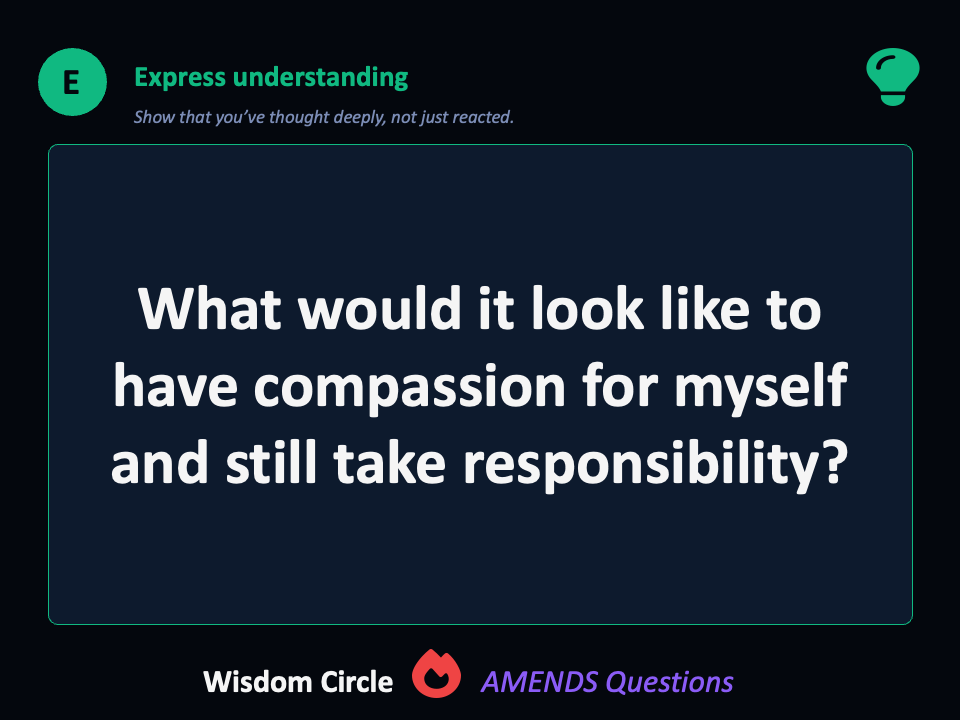 E
Express understanding
Show that you’ve thought deeply, not just reacted.
What would it look like to
have compassion for myself
and still take responsibility?
Wisdom Circle AMENDS Questions